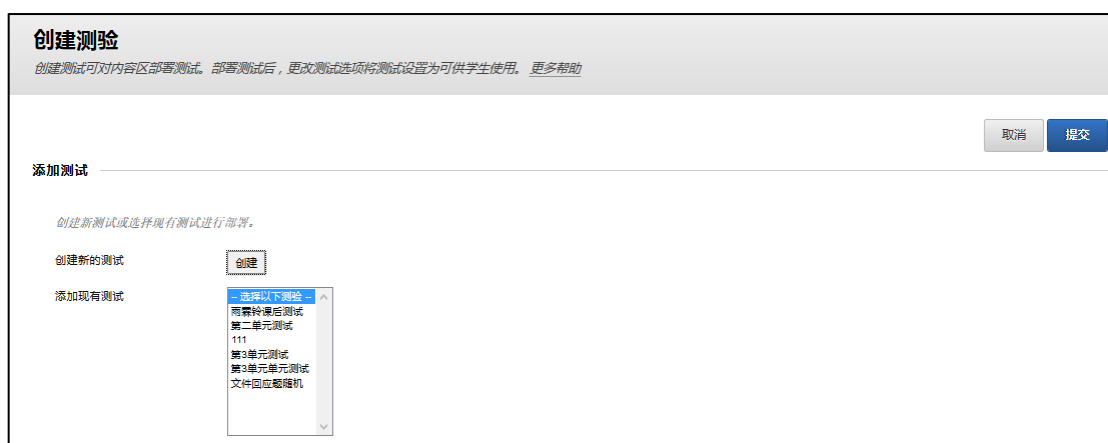 创建测验
创建测试可对内容区部署测试。部署测试后，更改测试选项将测试设置为可供学生使用。 更多帮助
取消 提交
添加测试
创建新测试或选择现有测试进行部署。
创建新的测试 创建
添加现有测试
-- 选择以下测验 --
雨霖铃课后测试
第二单元测试
111
第3单元测试
第3单元单元测试
文件回应题随机